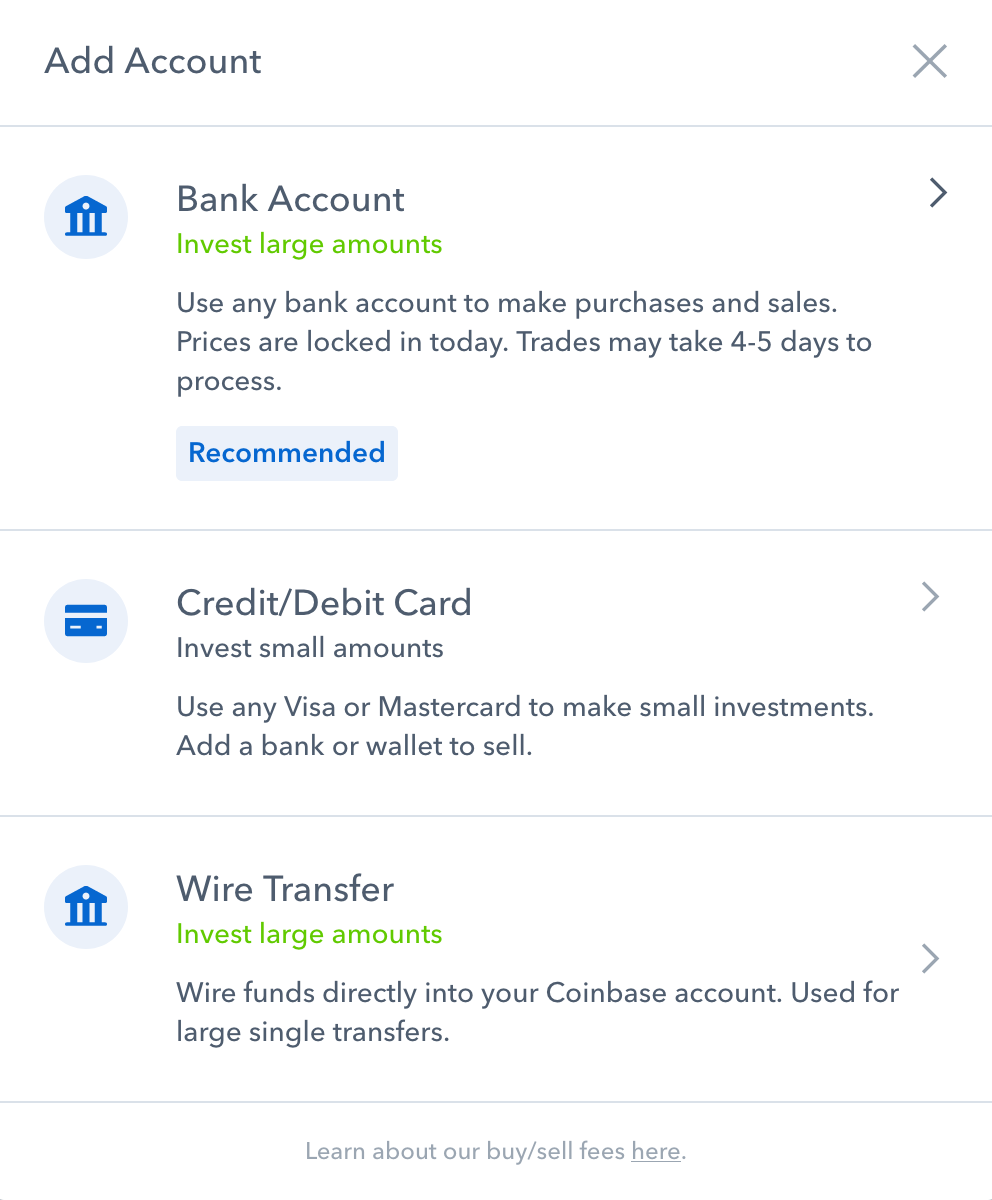 Add Account
Bank Account
Invest large amounts
Use any bank account to make purchases and sales.
Prices are locked in today. Trades may take 4-5 days to
process.
Recommended
Credit/Debit Card
Invest small amounts
Use any Visa or Mastercard to make small investments.
Add a bank or wallet to sell.
Wire Transfer
Invest large amounts
Wire funds directly into your Coinbase account. Used for
large single transfers.
Learn about our buy/sell fees here.